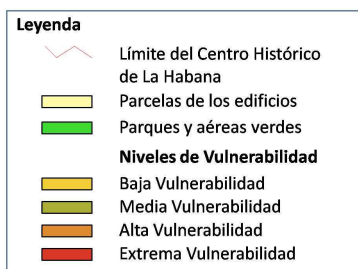 Leyenda
Límite del Centro Histórico
de La Habana
Parcelas de los edificios
Parques y aéreas verdes
Niveles de Vulnerabilidad
Baja Vulnerabilidad
Media Vulnerabilidad
Alta Vulnerabilidad
Extrema Vulnerabilidad